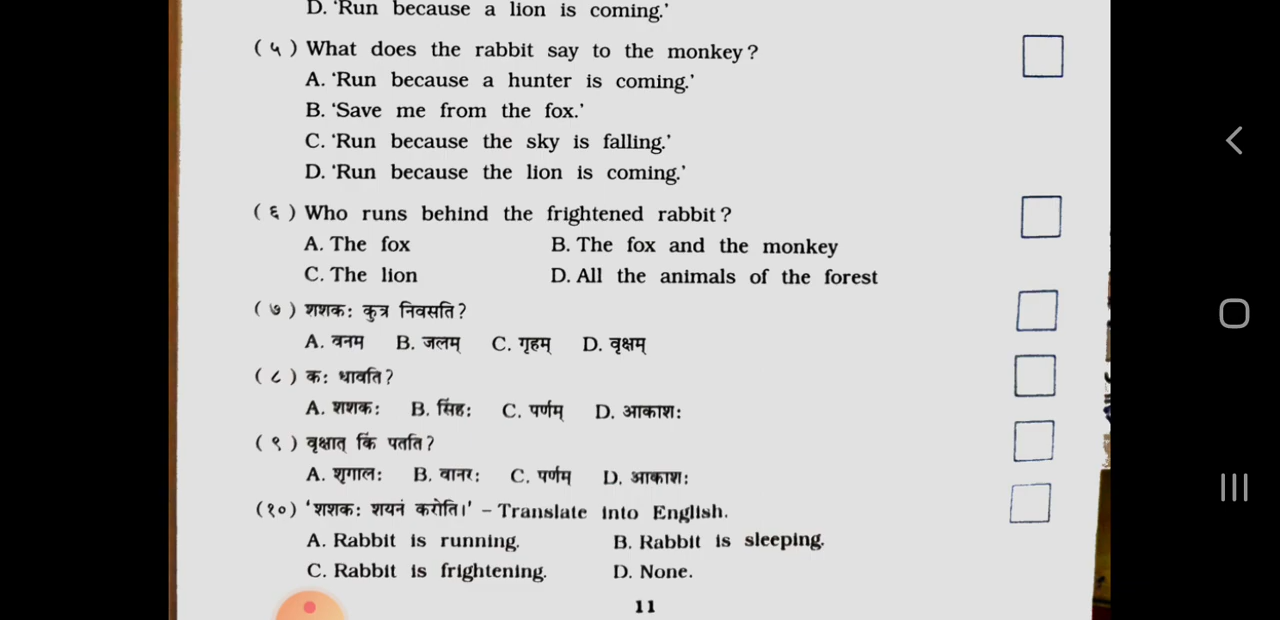 D. 'Run because a lion is coming.'
( ५ ) What does the rabbit say to the monkey?
A. 'Run because a hunter is coming.'
B. 'Save me from the fox.'
C. 'Run because the sky is falling.'
D. 'Run because the lion is coming.'
( ६ ) Who runs behind the frightened rabbit?
A. The fox B. The fox and the monkey
C. The lion D. All the animals of the forest
( ७ ) शशकः कुत्र निवसति?
A. वनम् B. जलम् C. गृहम् D. वृक्षम्
( ८ ) कः धावति?
A. शशकः B. सिंहः C. पर्णम् D. आकाशः
( ९ ) वृक्षात् किं पतति?
A. शृगालः B. वानरः C. पर्णम् D. आकाशः
(१०) 'शशकः शयनं करोति।' – Translate into English.
A. Rabbit is running. B. Rabbit is sleeping.
C. Rabbit is frightening. D. None.
11